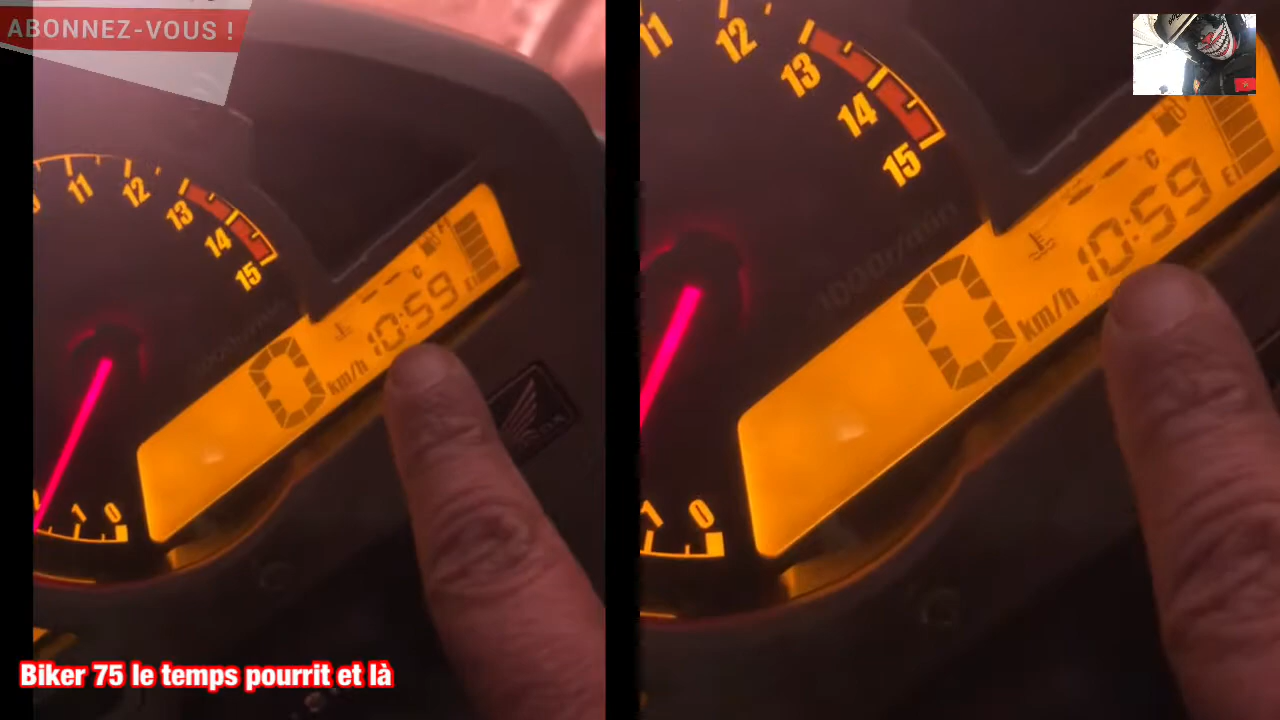 ABONNEZ-VOUS !
11
12
13
14
15
°C
10:59
0
km/h
1
0
11
12
13
14
15
1000r/min
°C
10:59
E
0
km/h
1
0
Biker 75 le temps pourrit et là